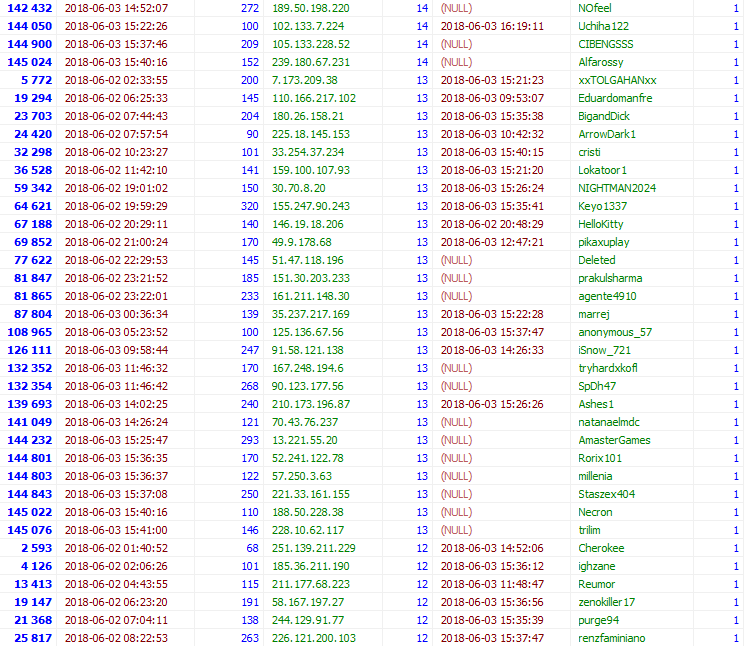 142 432 2018-06-03 14:52:07 272 189.50.198.220 14 (NULL) NOfeel 1
144 050 2018-06-03 15:22:26 100 102.133.7.224 14 2018-06-03 16:19:11 Uchiha122 1
144 900 2018-06-03 15:37:46 209 105.133.228.52 14 (NULL) CIBENGSSS 1
145 024 2018-06-03 15:40:16 152 239.180.67.231 14 (NULL) Alfarossy 1
5 772 2018-06-02 02:33:55 200 7.173.209.38 13 2018-06-03 15:21:23 xxTOLGAHANxx 1
19 294 2018-06-02 06:25:33 145 110.166.217.102 13 2018-06-03 09:53:07 Eduardomanfre 1
23 703 2018-06-02 07:44:43 204 180.26.158.21 13 2018-06-03 15:35:38 BigandDick 1
24 420 2018-06-02 07:57:54 90 225.18.145.153 13 2018-06-03 10:42:32 ArrowDark1 1
32 298 2018-06-02 10:23:27 101 33.254.37.234 13 2018-06-03 15:40:15 cristi 1
36 528 2018-06-02 11:42:10 141 159.100.107.93 13 2018-06-03 15:21:20 Lokatoor1 1
59 342 2018-06-02 19:01:02 150 30.70.8.20 13 2018-06-03 15:26:24 NIGHTMAN2024 1
64 621 2018-06-02 19:59:29 320 155.247.90.243 13 2018-06-03 15:35:41 Keyo1337 1
67 188 2018-06-02 20:29:11 140 146.19.18.206 13 2018-06-02 20:48:29 HelloKitty 1
69 852 2018-06-02 21:00:24 170 49.9.178.68 13 2018-06-03 12:47:21 pikaxuplay 1
77 622 2018-06-02 22:29:53 145 51.47.118.196 13 (NULL) Deleted 1
81 847 2018-06-02 23:21:52 185 151.30.203.233 13 (NULL) prakulsharma 1
81 865 2018-06-02 23:22:01 233 161.211.148.30 13 (NULL) agente4910 1
87 804 2018-06-03 00:36:34 139 35.237.217.169 13 2018-06-03 15:22:28 marrej 1
108 965 2018-06-03 05:23:52 100 125.136.67.56 13 2018-06-03 15:37:47 anonymous_57 1
126 111 2018-06-03 09:58:44 247 91.58.121.138 13 2018-06-03 14:26:33 iSnow_721 1
132 352 2018-06-03 11:46:32 170 167.248.194.6 13 (NULL) tryhardxkofl 1
132 354 2018-06-03 11:46:42 268 90.123.177.56 13 (NULL) SpDh47 1
139 693 2018-06-03 14:02:25 240 210.173.196.87 13 2018-06-03 15:26:26 Ashes1 1
141 049 2018-06-03 14:26:24 121 70.43.76.237 13 (NULL) natanaelmdc 1
144 232 2018-06-03 15:25:47 293 13.221.55.20 13 (NULL) AmasterGames 1
144 801 2018-06-03 15:36:35 170 52.241.122.78 13 (NULL) Rorix101 1
144 803 2018-06-03 15:36:37 122 57.250.3.63 13 (NULL) millenia 1
144 843 2018-06-03 15:37:08 250 221.33.161.155 13 (NULL) Staszex404 1
145 022 2018-06-03 15:40:16 110 188.50.228.38 13 (NULL) Necron 1
145 076 2018-06-03 15:41:00 146 228.10.62.117 13 (NULL) trilim 1
2 593 2018-06-02 01:40:52 68 251.139.211.229 12 2018-06-03 14:52:06 Cherokee 1
4 126 2018-06-02 02:06:26 101 185.36.211.190 12 2018-06-03 15:36:12 ighzane 1
13 413 2018-06-02 04:43:55 115 211.177.68.223 12 2018-06-03 11:48:47 Reumor 1
19 147 2018-06-02 06:23:20 191 58.167.197.27 12 2018-06-03 15:36:56 zenokiller17 1
21 368 2018-06-02 07:04:11 138 244.129.91.77 12 2018-06-03 15:35:39 purge94 1
25 817 2018-06-02 08:22:53 263 226.121.200.103 12 2018-06-03 15:37:47 renzfaminiano 1